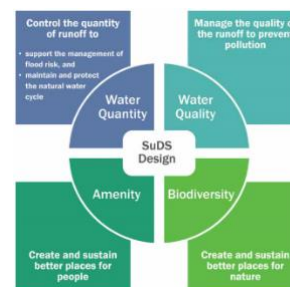 Control the quantity
of runoff to
• support the management of
flood risk, and
• maintain and protect
the natural water
cycle
Manage the quality o
the runoff to preven
pollution
Water
Quantity
Water
Quality
SuDS
Design
Amenity
Biodiversity
Create and sustain
better places for
people
Create and sustain
better places for
nature